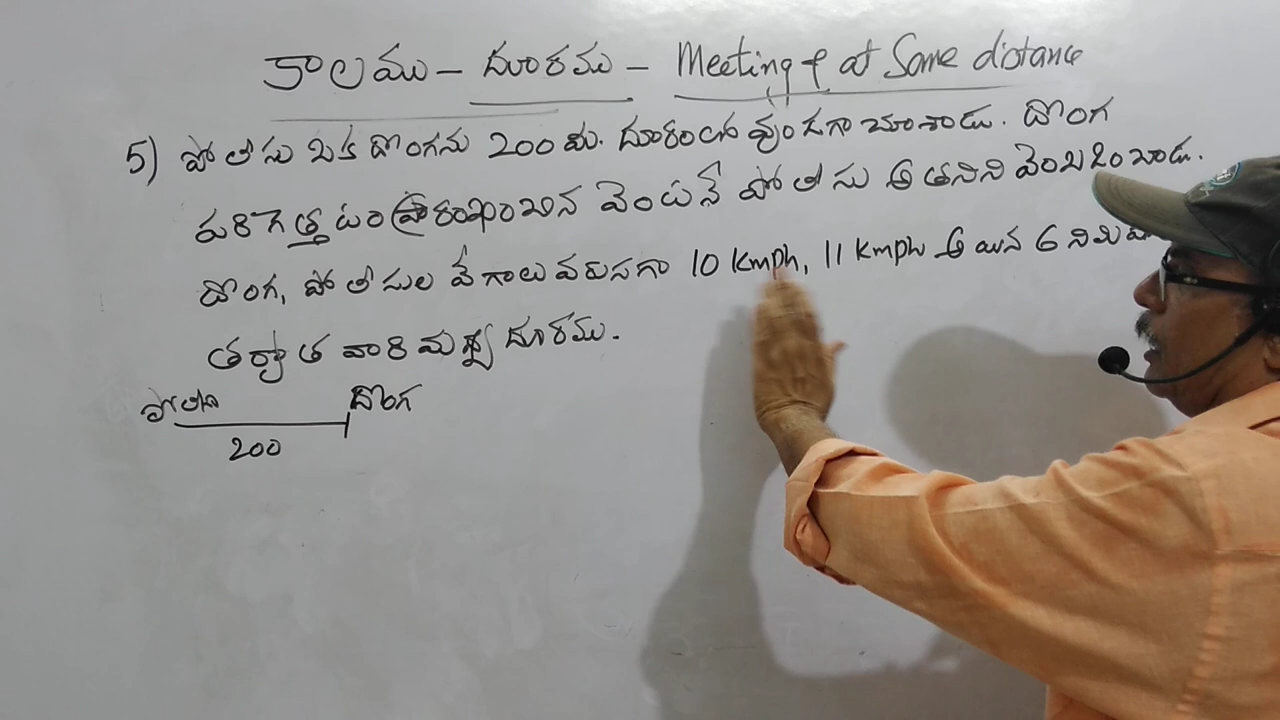 కాలము - దూరము - Meeting & at Same distance
5) పోలీసు ఒక దొంగను 200 మీ. దూరంలో వుండగా చూశాడు. దొంగ
పరిగెత్తటం ప్రారంభించిన వెంటనే పోలీసు అతనిని వెంబడించాడు.
దొంగ, పోలీసుల వేగాలు వరుసగా 10 Kmph, 11 Kmph అయిన 6
తర్వాత వారి మధ్య దూరము.
పోలీసు దొంగ
200